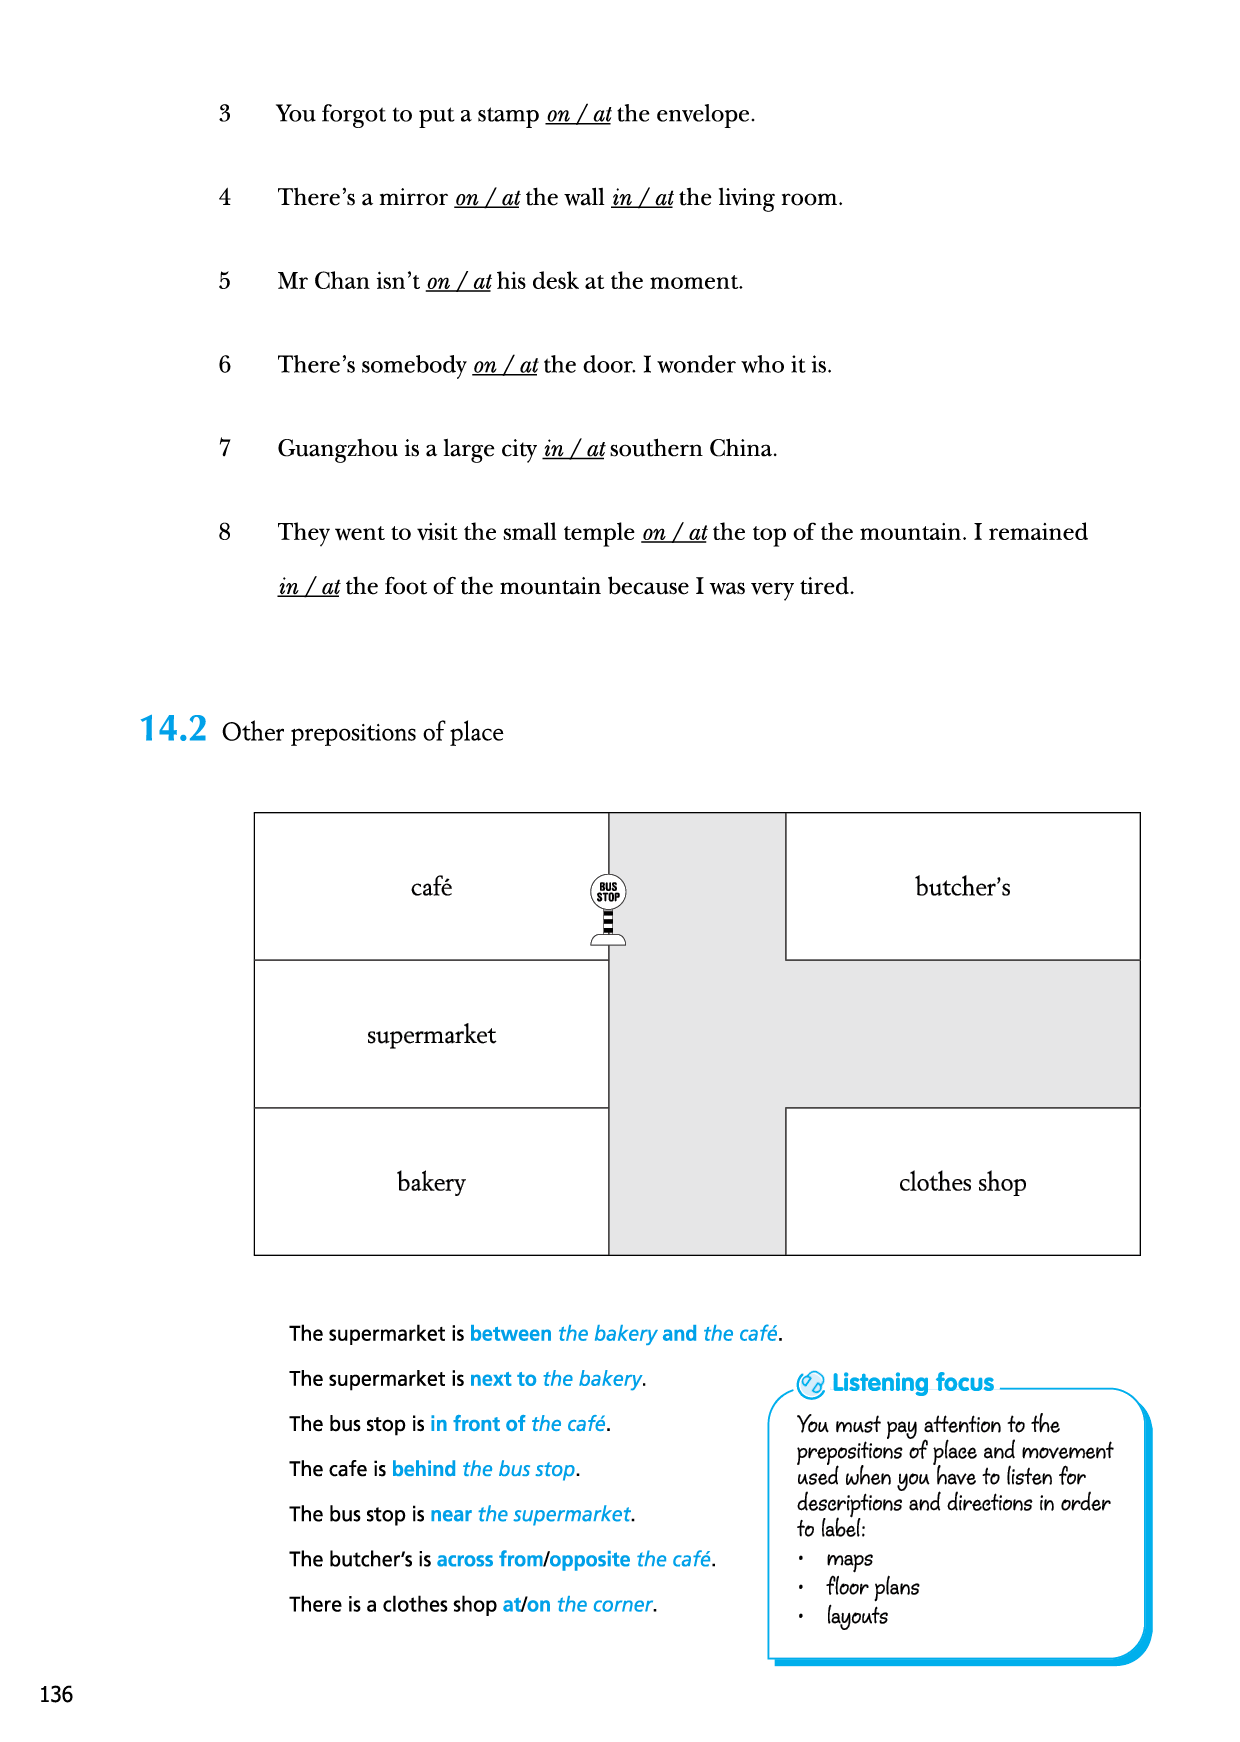 3 You forgot to put a stamp on / at the envelope.
4 There's a mirror on / at the wall in / at the living room.
5 Mr Chan isn't on / at his desk at the moment.
6 There's somebody on / at the door. I wonder who it is.
7 Guangzhou is a large city in / at southern China.
8 They went to visit the small temple on / at the top of the mountain. I remained
in / at the foot of the mountain because I was very tired.
14.2 Other prepositions of place
café
BUS
STOP
butcher's
supermarket
bakery
clothes shop
The supermarket is between the bakery and the café.
The supermarket is next to the bakery.
The bus stop is in front of the café.
The cafe is behind the bus stop.
The bus stop is near the supermarket.
The butcher's is across from/opposite the café.
There is a clothes shop at/on the corner.
Listening focus
You must pay attention to the
prepositions of place and movement
used when you have to listen for
descriptions and directions in order
to label:
• maps
• floor plans
• layouts
136